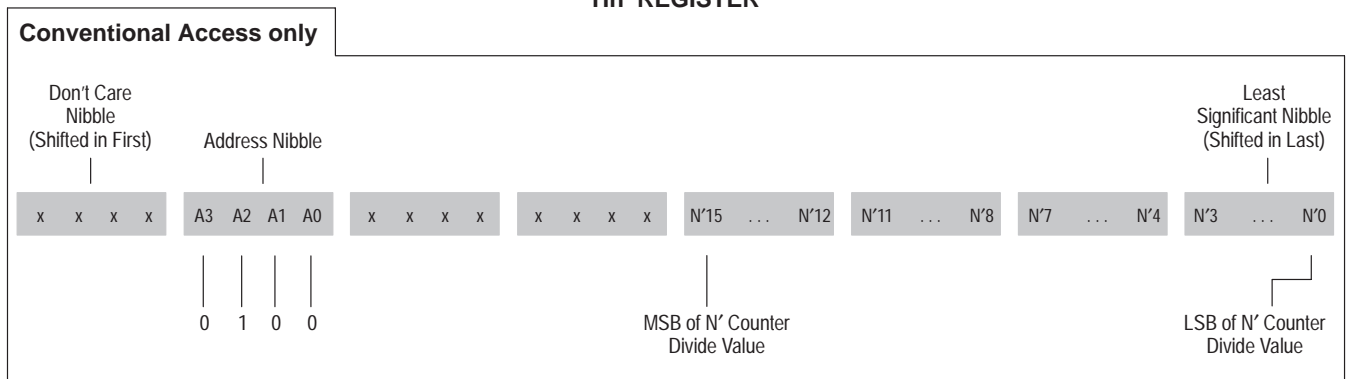 REGISTER
Conventional Access only
Don't Care
Nibble
(Shifted in First)
Address Nibble
Least
Significant Nibble
(Shifted in Last)
x x x x A3 A2 A1 A0 x x x x x x x x N′15 ... N′12 N′11 ... N′8 N′7 ... N′4 N′3 ... N′0
0 1 0 0
MSB of N′ Counter
Divide Value
LSB of N′ Counter
Divide Value